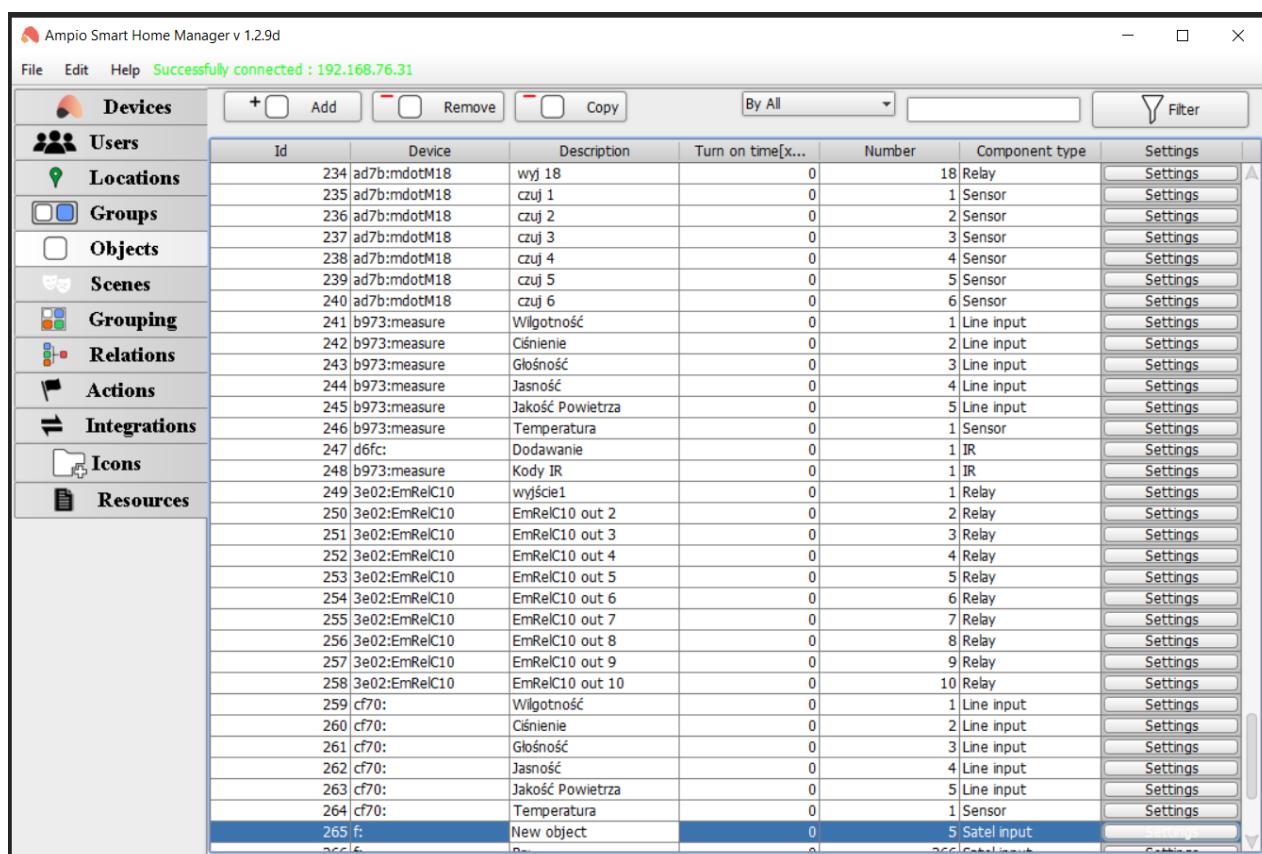 Ampio Smart Home Manager v 1.2.9d
File Edit Help Successfully connected : 192.168.76.31
Devices
Users
Locations
Groups
Objects
Scenes
Grouping
Relations
Actions
Integrations
Icons
Resources
Add Remove Copy By All Filter
Id Device Description Turn on time[x... Number Component type Settings
234 ad7b:mdotM18 wyj 18 0 18 Relay Settings
235 ad7b:mdotM18 czuj 1 0 1 Sensor Settings
236 ad7b:mdotM18 czuj 2 0 2 Sensor Settings
237 ad7b:mdotM18 czuj 3 0 3 Sensor Settings
238 ad7b:mdotM18 czuj 4 0 4 Sensor Settings
239 ad7b:mdotM18 czuj 5 0 5 Sensor Settings
240 ad7b:mdotM18 czuj 6 0 6 Sensor Settings
241 b973:measure Wilgotność 0 1 Line input Settings
242 b973:measure Ciśnienie 0 2 Line input Settings
243 b973:measure Głośność 0 3 Line input Settings
244 b973:measure Jasność 0 4 Line input Settings
245 b973:measure Jakość Powietrza 0 5 Line input Settings
246 b973:measure Temperatura 0 1 Sensor Settings
247 d6fc: Dodawanie 0 1 IR Settings
248 b973:measure Kody IR 0 1 IR Settings
249 3e02:EmRelC10 wyjście1 0 1 Relay Settings
250 3e02:EmRelC10 EmRelC10 out 2 0 2 Relay Settings
251 3e02:EmRelC10 EmRelC10 out 3 0 3 Relay Settings
252 3e02:EmRelC10 EmRelC10 out 4 0 4 Relay Settings
253 3e02:EmRelC10 EmRelC10 out 5 0 5 Relay Settings
254 3e02:EmRelC10 EmRelC10 out 6 0 6 Relay Settings
255 3e02:EmRelC10 EmRelC10 out 7 0 7 Relay Settings
256 3e02:EmRelC10 EmRelC10 out 8 0 8 Relay Settings
257 3e02:EmRelC10 EmRelC10 out 9 0 9 Relay Settings
258 3e02:EmRelC10 EmRelC10 out 10 0 10 Relay Settings
259 cf70: Wilgotność 0 1 Line input Settings
260 cf70: Ciśnienie 0 2 Line input Settings
261 cf70: Głośność 0 3 Line input Settings
262 cf70: Jasność 0 4 Line input Settings
263 cf70: Jakość Powietrza 0 5 Line input Settings
264 cf70: Temperatura 0 1 Sensor Settings
265 f: New object 0 5 Satel input Settings